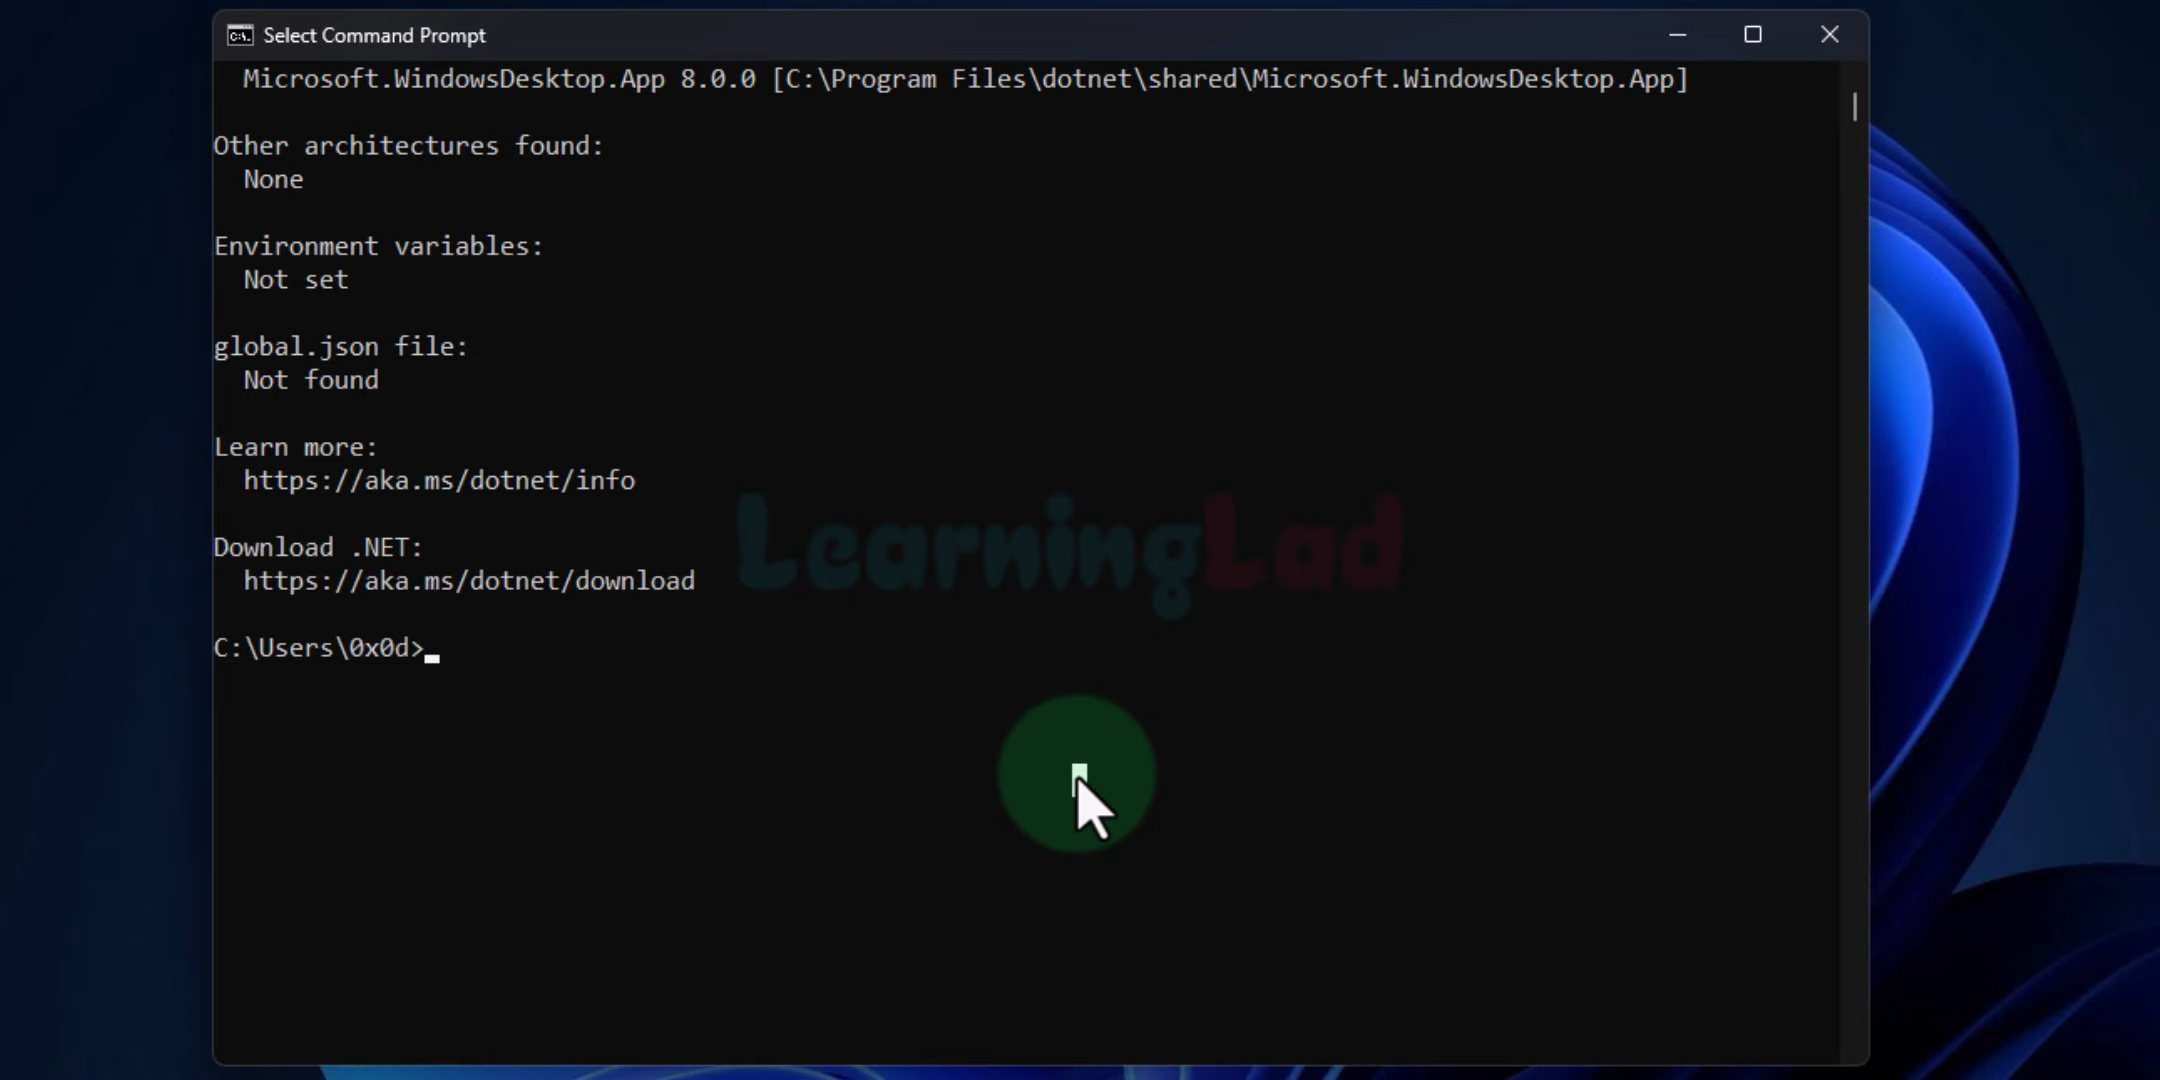 Select Command Prompt
Microsoft.WindowsDesktop.App 8.0.0 [C:\Program Files\dotnet\shared\Microsoft.WindowsDesktop.App]
Other architectures found:
None
Environment variables:
Not set
global.json file:
Not found
Learn more:
https://aka.ms/dotnet/info
Download .NET:
https://aka.ms/dotnet/download
LearningLad
C:\Users\0x0d>